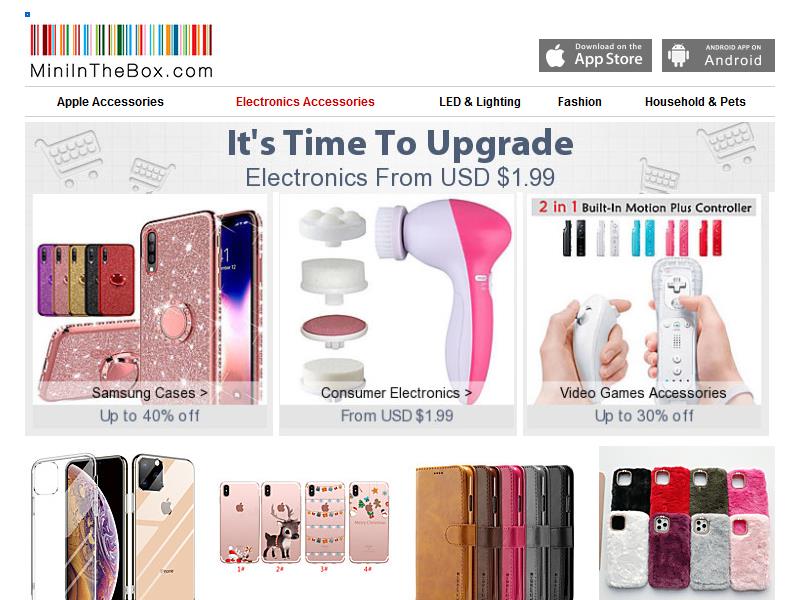 MiniInTheBox.com
Download on the
App Store
ANDROID APP ON
Android
Apple Accessories
Electronics Accessories
LED & Lighting
Fashion
Household & Pets
It's Time To Upgrade
Electronics From USD $1.99
2 in 1 Built-In Motion Plus Controller
Samsung Cases >
Up to 40% off
Consumer Electronics >
From USD $1.99
Video Games Accessories
Up to 30% off
Merry Christmas
1#
2#
3#
4#